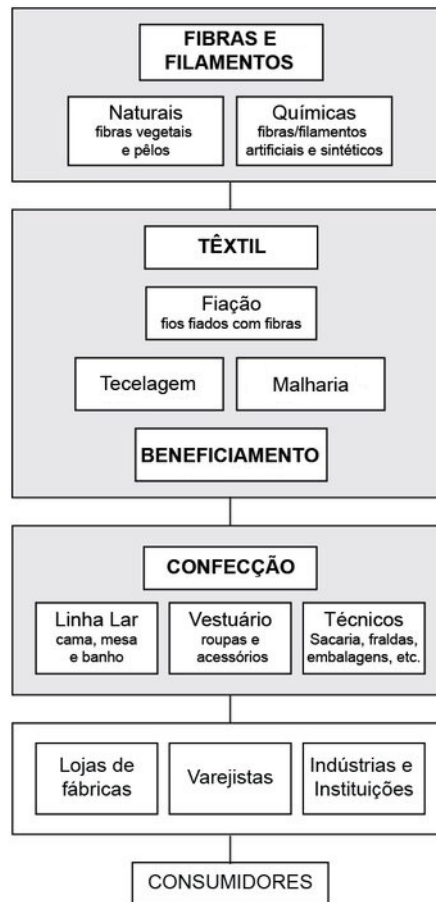 FIBRAS E
FILAMENTOS
Naturais
fibras vegetais
e pêlos
Químicas
fibras/filamentos
artificiais e sintéticos
TÊXTIL
Fiação
fios fiados com fibras
Tecelagem
Malharia
BENEFICIAMENTO
CONFECÇÃO
Linha Lar
cama, mesa
e banho
Vestuário
roupas e
acessórios
Técnicos
Sacaria, fraldas,
embalagens, etc.
Lojas de
fábricas
Varejistas
Indústrias e
Instituições
CONSUMIDORES